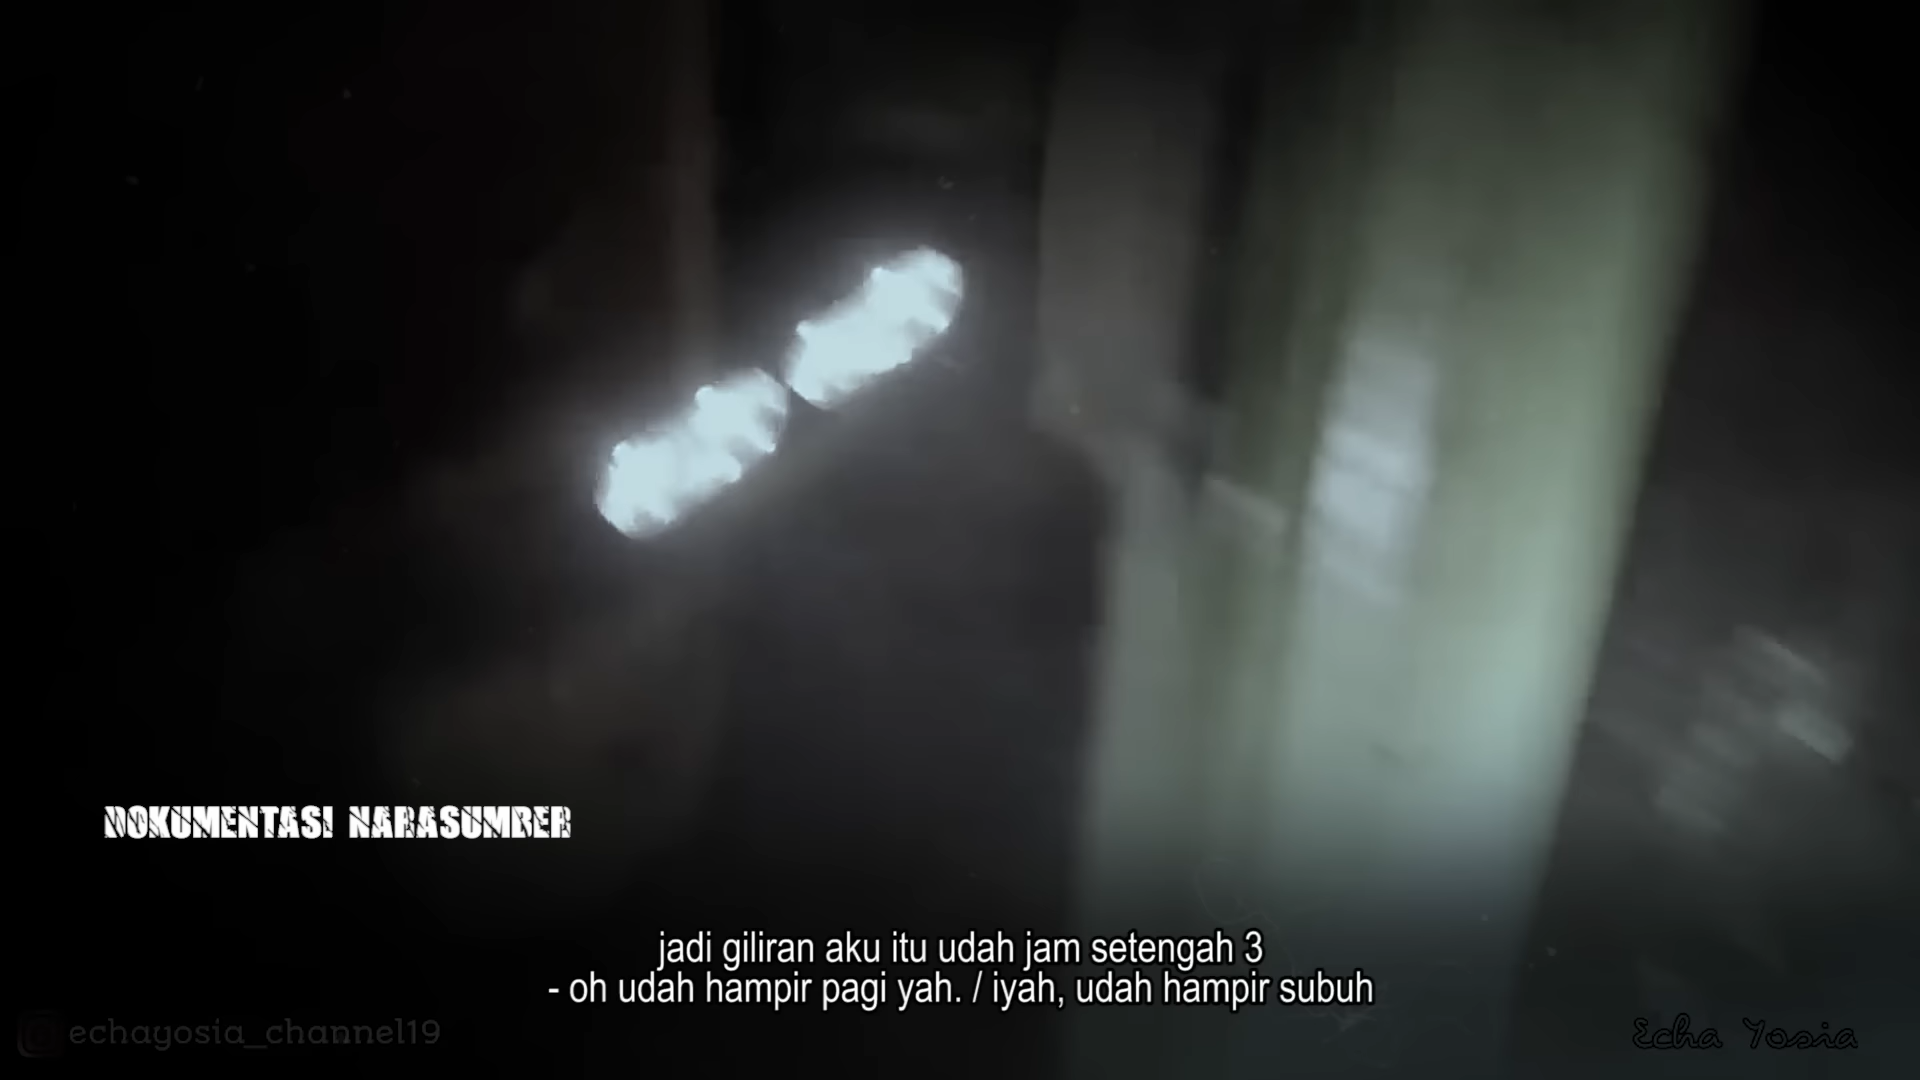 DOKUMENTASI NARASUMBER
jadi giliran aku itu udah jam setengah 3
- oh udah hampir pagi yah. / iyah, udah hampir subuh
echayosia_channel19
Echa Yosia